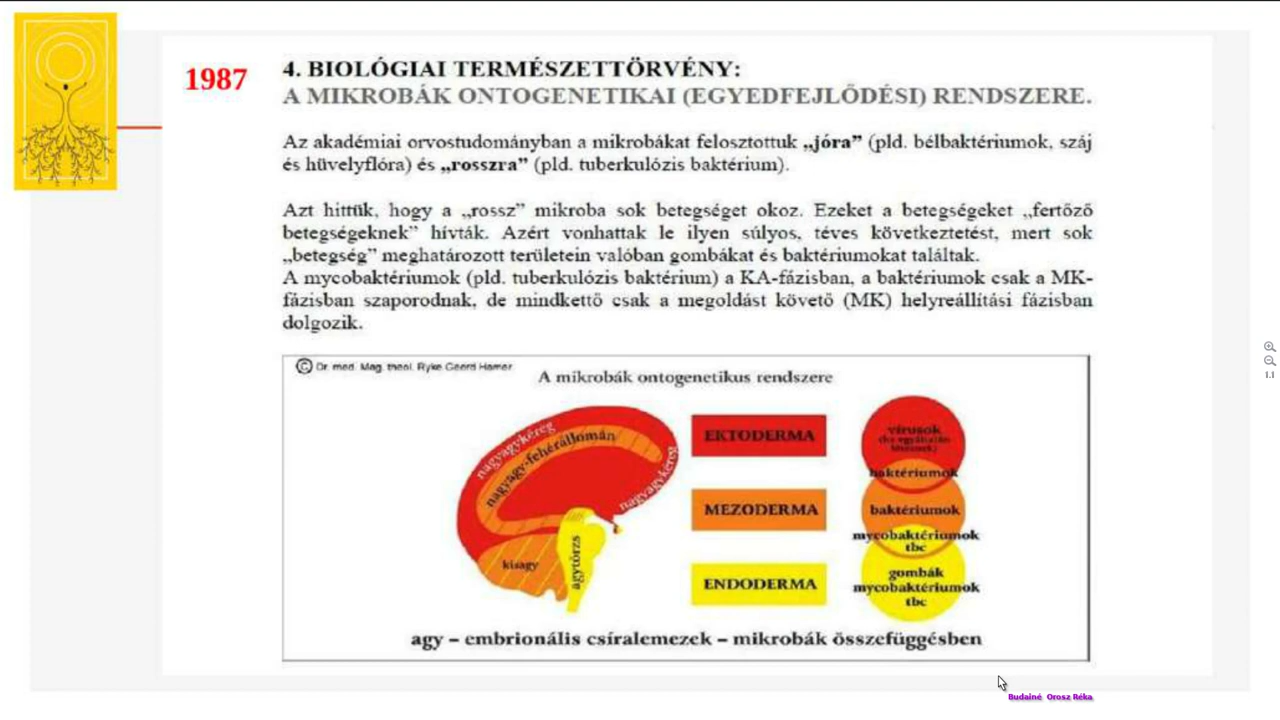 1987
4. BIOLÓGIAI TERMÉSZETTÖRVÉNY:
A MIKROBÁK ONTOGENETIKAI (EGYEDFEJLŐDÉSI) RENDSZERE.
Az akadémiai orvostudományban a mikrobákat felosztottuk „jóra” (pld. bélbaktériumok, száj
és hüvelyflóra) és „rosszra” (pld. tuberkulózis baktérium).
Azt hittük, hogy a „rossz” mikroba sok betegséget okoz. Ezeket a betegségeket „fertőző
betegségeknek” hívták. Azért vonhattak le ilyen súlyos, téves következtetést, mert sok
„betegség” meghatározott területein valóban gombákat és baktériumokat találtak.
A mycobaktériumok (pld. tuberkulózis baktérium) a KA-fázisban, a baktériumok csak a MK-
fázisban szaporodnak, de mindkettő csak a megoldást követő (MK) helyreállítási fázisban
dolgozik.
© Dr. med. Mag. theol. Ryke Geerd Hamer
A mikrobák ontogenetikus rendszere
nagyagykéreg
nagyagy-fehérállomán
nagyagykéreg
kisagy
agytörzs
EKTODERMA
MEZODERMA
ENDODERMA
vírusok
baktériumok
baktériumok
mycobaktériumok
tbc
gombák
mycobaktériumok
tbc
agy – embrionális csíralemezek – mikrobák összefüggésben
1.1
Budainé Orosz Réka